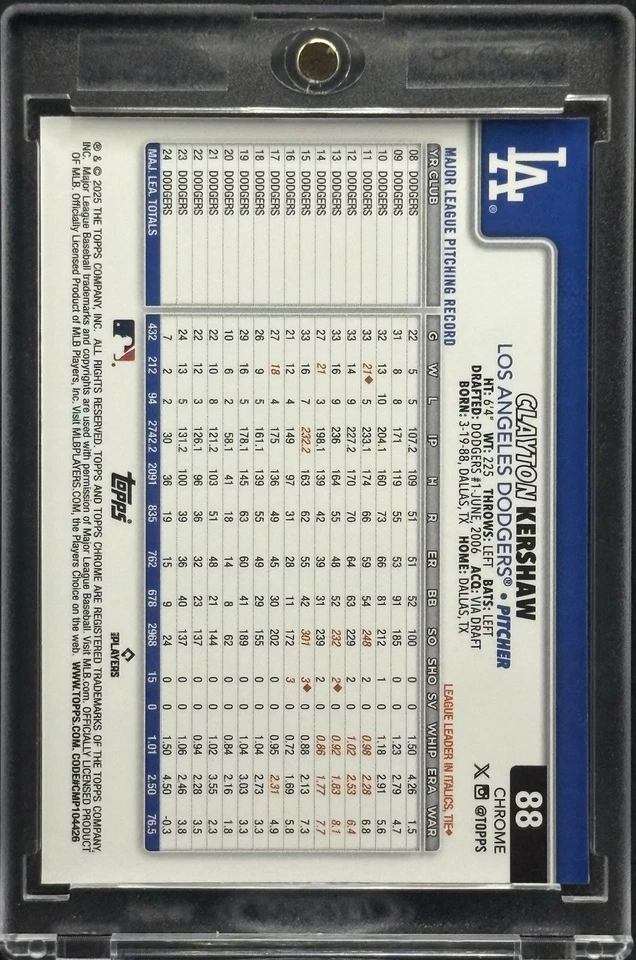 LA
88
CHROME
@TOPPS
CLAYTON KERSHAW
LOS ANGELES DODGERS® • PITCHER
HT: 6'4" WT: 225 THROWS: LEFT BATS: LEFT
DRAFTED: DODGERS #1-JUNE, 2006 ACQ: VIA DRAFT
BORN: 3-19-88, DALLAS, TX HOME: DALLAS, TX
MAJOR LEAGUE PITCHING RECORD LEAGUE LEADER IN ITALICS, TIE♦
YR CLUB G W L IP H R ER BB SO SHO SV WHIP ERA WAR
08 DODGERS 22 5 5 107.2 109 51 51 52 100 0 0 1.50 4.26 1.5
09 DODGERS 31 8 8 171 119 55 53 91 185 0 0 1.23 2.79 4.7
10 DODGERS 32 13 10 204.1 160 73 66 81 212 1 0 1.18 2.91 5.6
11 DODGERS 33 21♦ 5 233.1 174 66 59 54 248 2 0 0.98 2.28 6.8
12 DODGERS 33 14 9 227.2 170 70 64 63 229 2 0 1.02 2.53 6.4
13 DODGERS 33 16 9 236 164 55 48 52 232 2♦ 0 0.92 1.83 8.1
14 DODGERS 27 21 3 198.1 139 42 39 31 239 2 0 0.86 1.77 7.7
15 DODGERS 33 16 7 232.2 163 62 55 42 301 3♦ 0 0.88 2.13 7.3
16 DODGERS 21 12 4 149 97 31 28 11 172 3 0 0.72 1.69 5.8
17 DODGERS 27 18 4 175 136 49 45 30 202 0 0 0.95 2.31 4.9
18 DODGERS 26 9 5 161.1 139 55 49 29 155 0 0 1.04 2.73 3.3
19 DODGERS 29 16 5 178.1 145 63 60 41 189 0 0 1.04 3.03 3.3
20 DODGERS 10 6 2 58.1 41 18 14 8 62 0 0 0.84 2.16 1.8
21 DODGERS 22 10 8 121.2 103 51 48 21 144 0 0 1.02 3.55 2.3
22 DODGERS 22 12 3 126.1 96 36 32 23 137 0 0 0.94 2.28 3.5
23 DODGERS 24 13 5 131.2 100 39 36 40 137 0 0 1.06 2.46 3.8
24 DODGERS 7 2 2 30 36 19 15 9 24 0 0 1.50 4.50 -0.3
MAJ. LEA. TOTALS 432 212 94 2742.2 2091 835 762 678 2968 15 0 1.01 2.50 76.5
topps PLAYERS
® & © 2025 THE TOPPS COMPANY, INC. ALL RIGHTS RESERVED. TOPPS AND TOPPS CHROME ARE REGISTERED TRADEMARKS OF THE TOPPS COMPANY,
INC. Major League Baseball trademarks and copyrights are used with permission of Major League Baseball. Visit MLB.com. OFFICIALLY LICENSED PRODUCT
OF MLB. Officially Licensed Product of MLB Players, Inc. Visit MLBPLAYERS.COM, the Players Choice on the web. WWW.TOPPS.COM. CODE#CMP104426